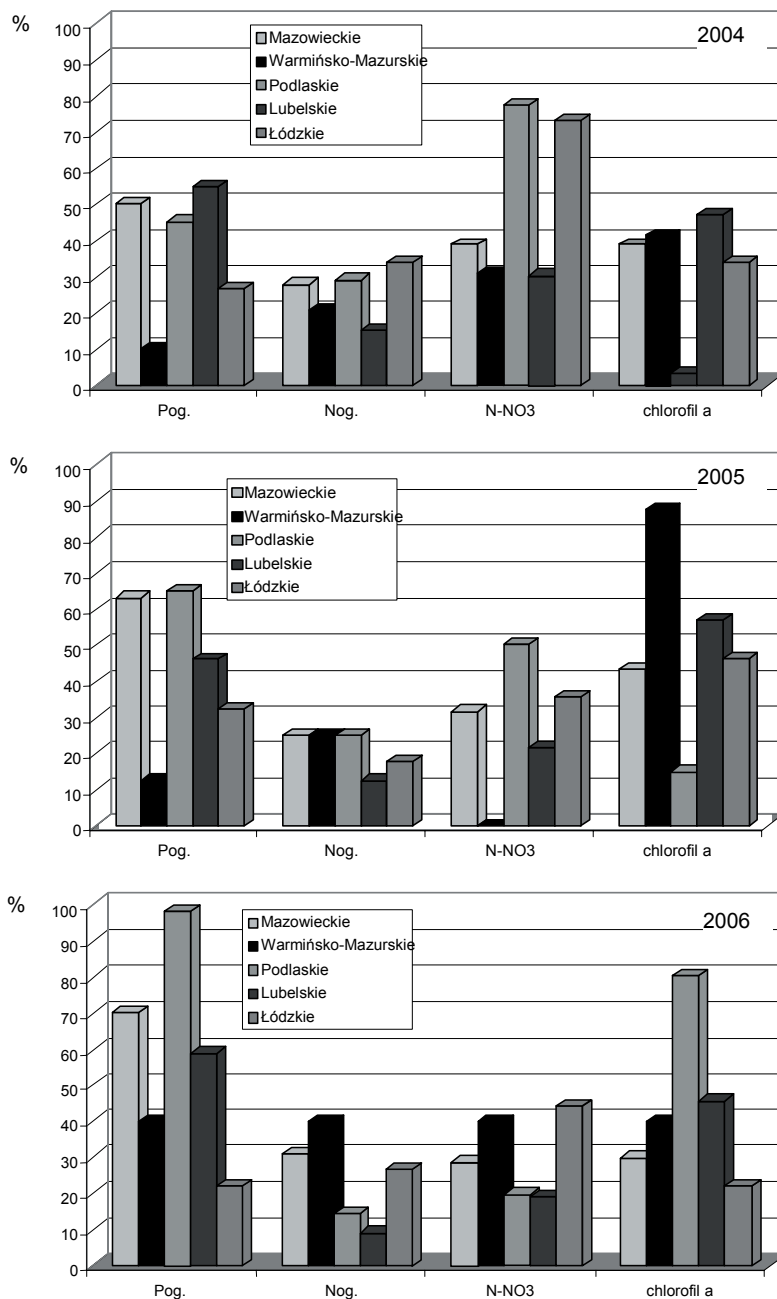 %
2004
100
90
80
70
60
50
40
30
20
10
0
Mazowieckie
Warmińsko-Mazurskie
Podlaskie
Lubelskie
Łódzkie
Pog. Nog. N-NO3 chlorofil a
%
2005
100
90
80
70
60
50
40
30
20
10
0
Mazowieckie
Warmińsko-Mazurskie
Podlaskie
Lubelskie
Łódzkie
Pog. Nog. N-NO3 chlorofil a
%
2006
100
90
80
70
60
50
40
30
20
10
0
Mazowieckie
Warmińsko-Mazurskie
Podlaskie
Lubelskie
Łódzkie
Pog. Nog. N-NO3 chlorofil a